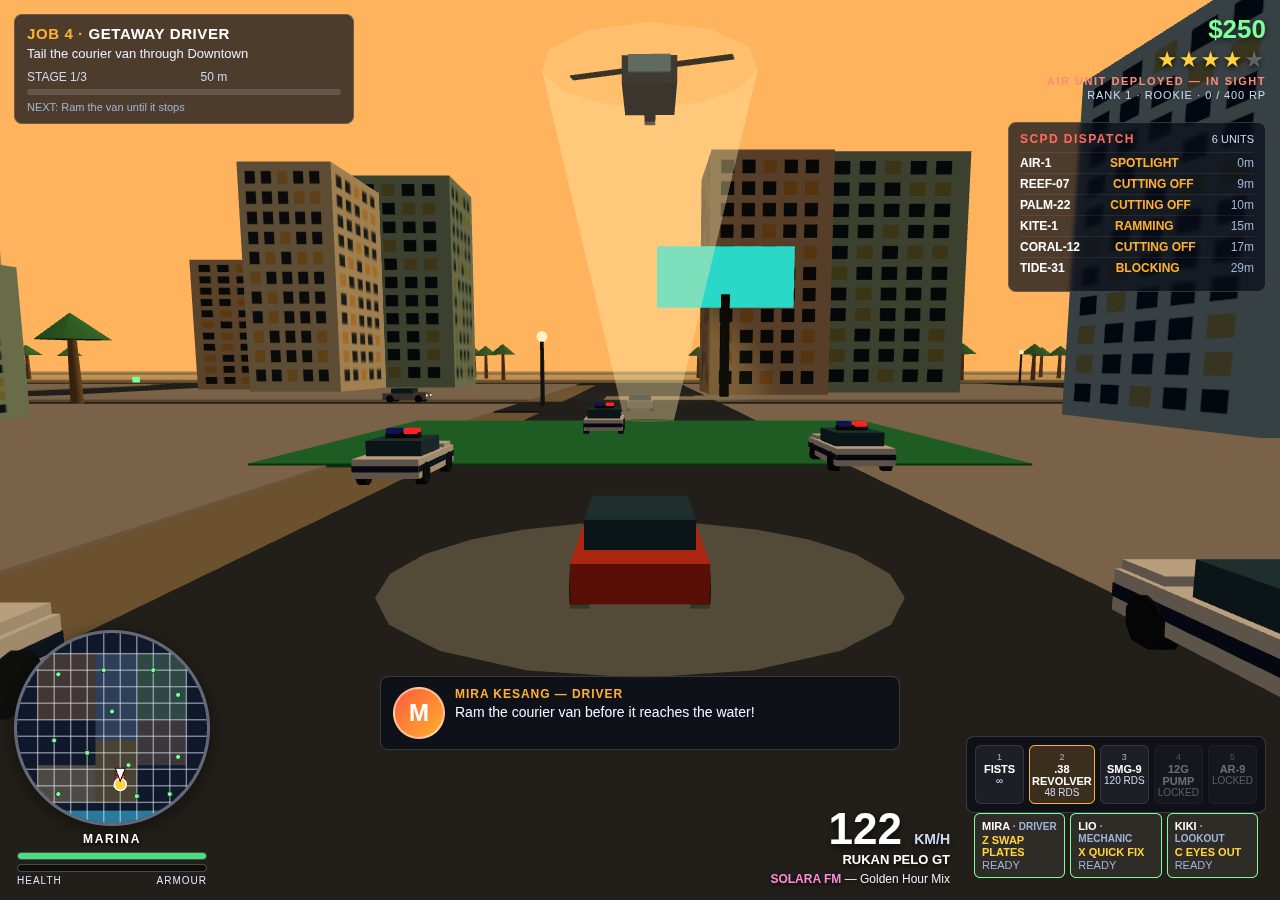 JOB 4 · GETAWAY DRIVER
Tail the courier van through Downtown
STAGE 1/3 50 m
NEXT: Ram the van until it stops
$250
★★★★★
AIR UNIT DEPLOYED — IN SIGHT
RANK 1 · ROOKIE · 0 / 400 RP
SCPD DISPATCH 6 UNITS
AIR-1 SPOTLIGHT 0m
REEF-07 CUTTING OFF 9m
PALM-22 CUTTING OFF 10m
KITE-1 RAMMING 15m
CORAL-12 CUTTING OFF 17m
TIDE-31 BLOCKING 29m
M
MIRA KESANG — DRIVER
Ram the courier van before it reaches the water!
MARINA
HEALTH ARMOUR
122 KM/H
RUKAN PELO GT
SOLARA FM — Golden Hour Mix
1
FISTS
∞
2
.38
REVOLVER
48 RDS
3
SMG-9
120 RDS
4
12G
PUMP
LOCKED
5
AR-9
LOCKED
MIRA · DRIVER
Z SWAP
PLATES
READY
LIO ·
MECHANIC
X QUICK FIX
READY
KIKI ·
LOOKOUT
C EYES OUT
READY